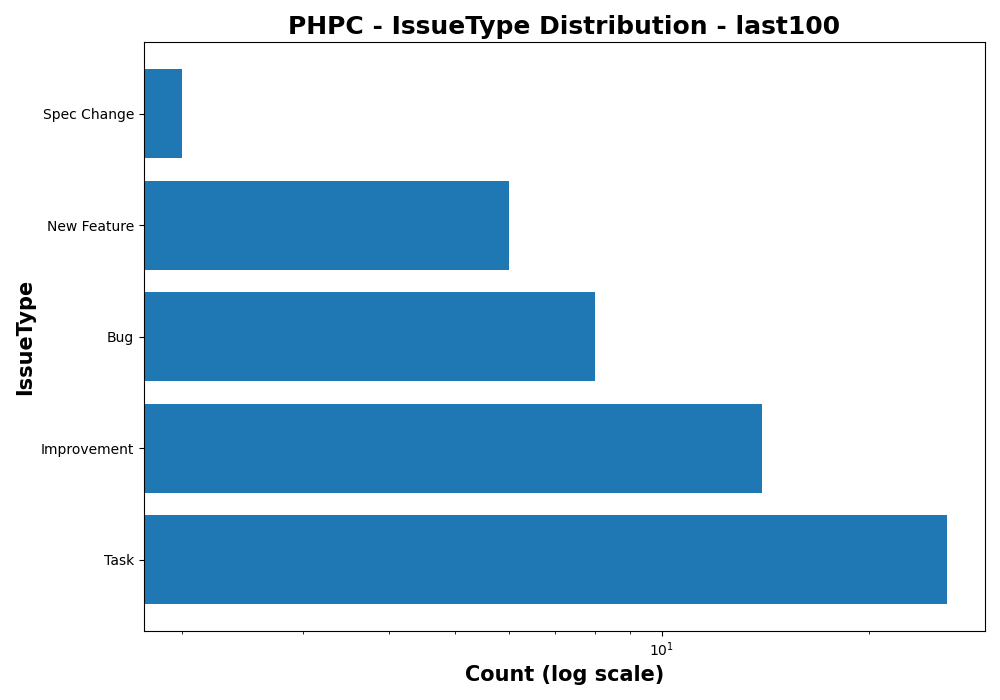 PHPC - IssueType Distribution - last100
Spec Change
New Feature
Bug
Improvement
Task
IssueType
10¹
Count (log scale)